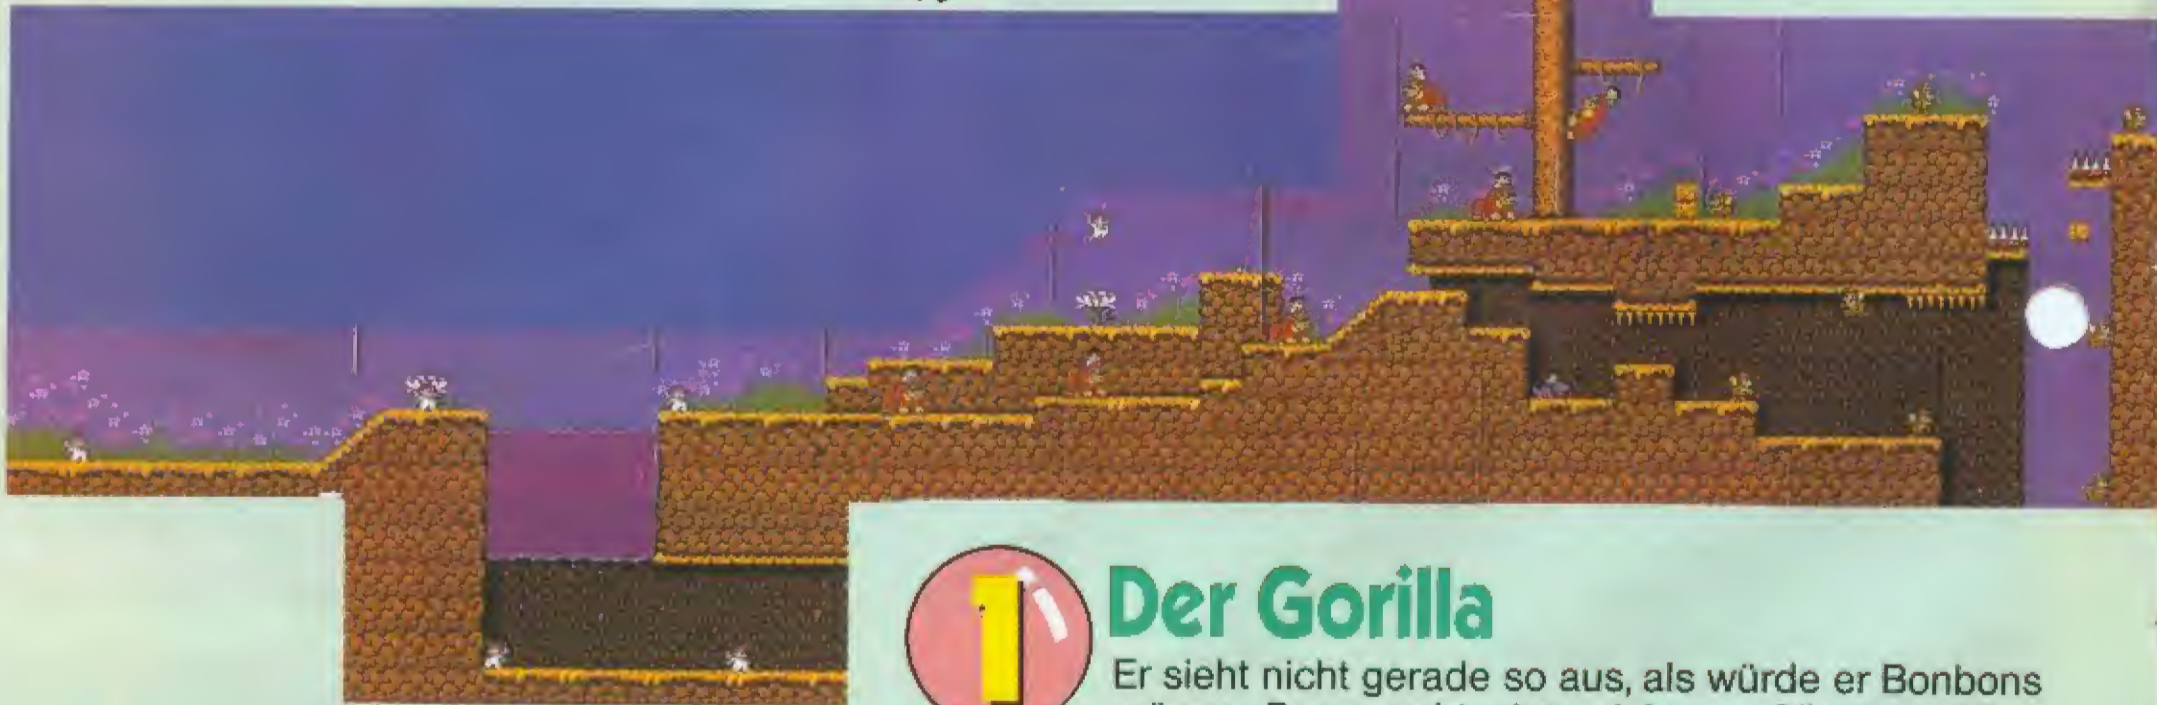 1
Der Gorilla
Er sieht nicht gerade so aus, als würde er Bonbons